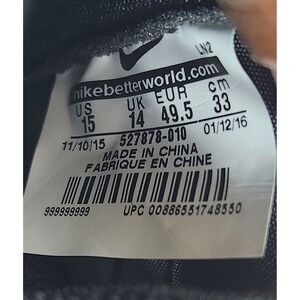 LN2
nikebetterworld.com
US UK EUR cm
15 14 49.5 33
11/10/15 527878-010 01/12/16
MADE IN CHINA
FABRIQUE EN CHINE
999999999 UPC 00886551748550